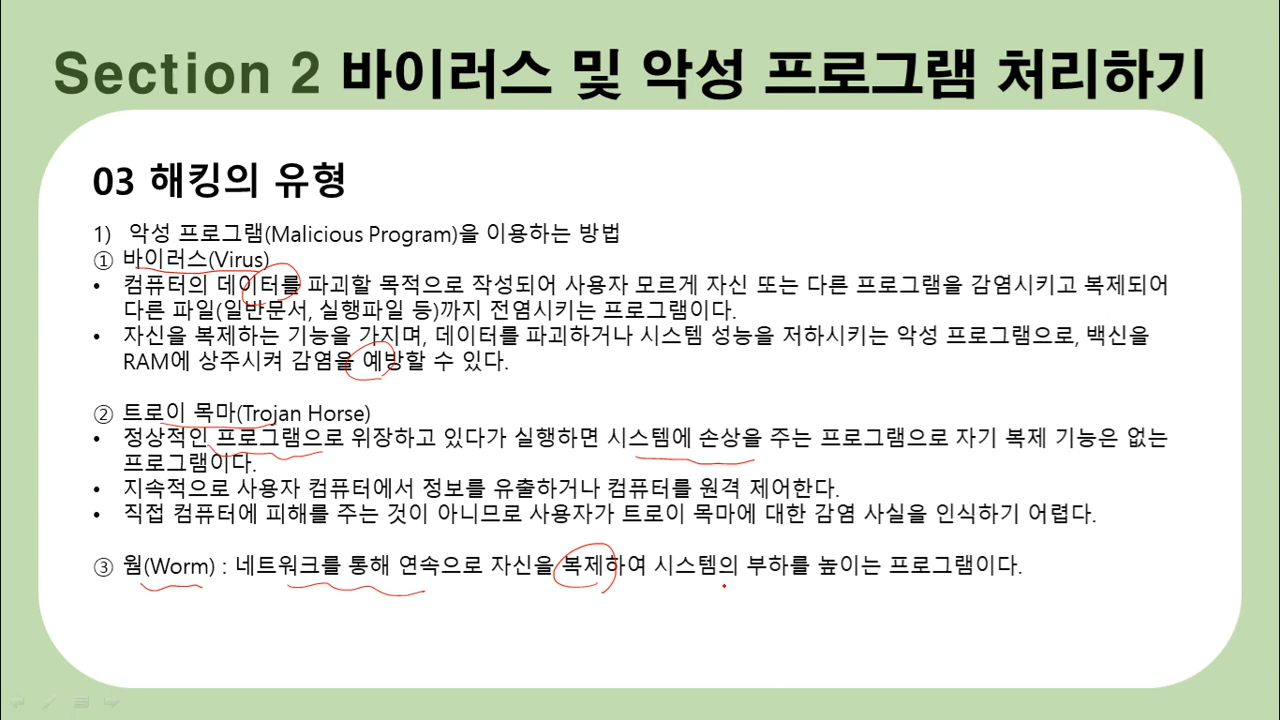 Section 2 바이러스 및 악성 프로그램 처리하기
03 해킹의 유형
1) 악성 프로그램(Malicious Program)을 이용하는 방법
① 바이러스(Virus)
• 컴퓨터의 데이터를 파괴할 목적으로 작성되어 사용자 모르게 자신 또는 다른 프로그램을 감염시키고 복제되어
다른 파일(일반문서, 실행파일 등)까지 전염시키는 프로그램이다.
• 자신을 복제하는 기능을 가지며, 데이터를 파괴하거나 시스템 성능을 저하시키는 악성 프로그램으로, 백신을
RAM에 상주시켜 감염을 예방할 수 있다.
② 트로이 목마(Trojan Horse)
• 정상적인 프로그램으로 위장하고 있다가 실행하면 시스템에 손상을 주는 프로그램으로 자기 복제 기능은 없는
프로그램이다.
• 지속적으로 사용자 컴퓨터에서 정보를 유출하거나 컴퓨터를 원격 제어한다.
• 직접 컴퓨터에 피해를 주는 것이 아니므로 사용자가 트로이 목마에 대한 감염 사실을 인식하기 어렵다.
③ 웜(Worm) : 네트워크를 통해 연속으로 자신을 복제하여 시스템의 부하를 높이는 프로그램이다.